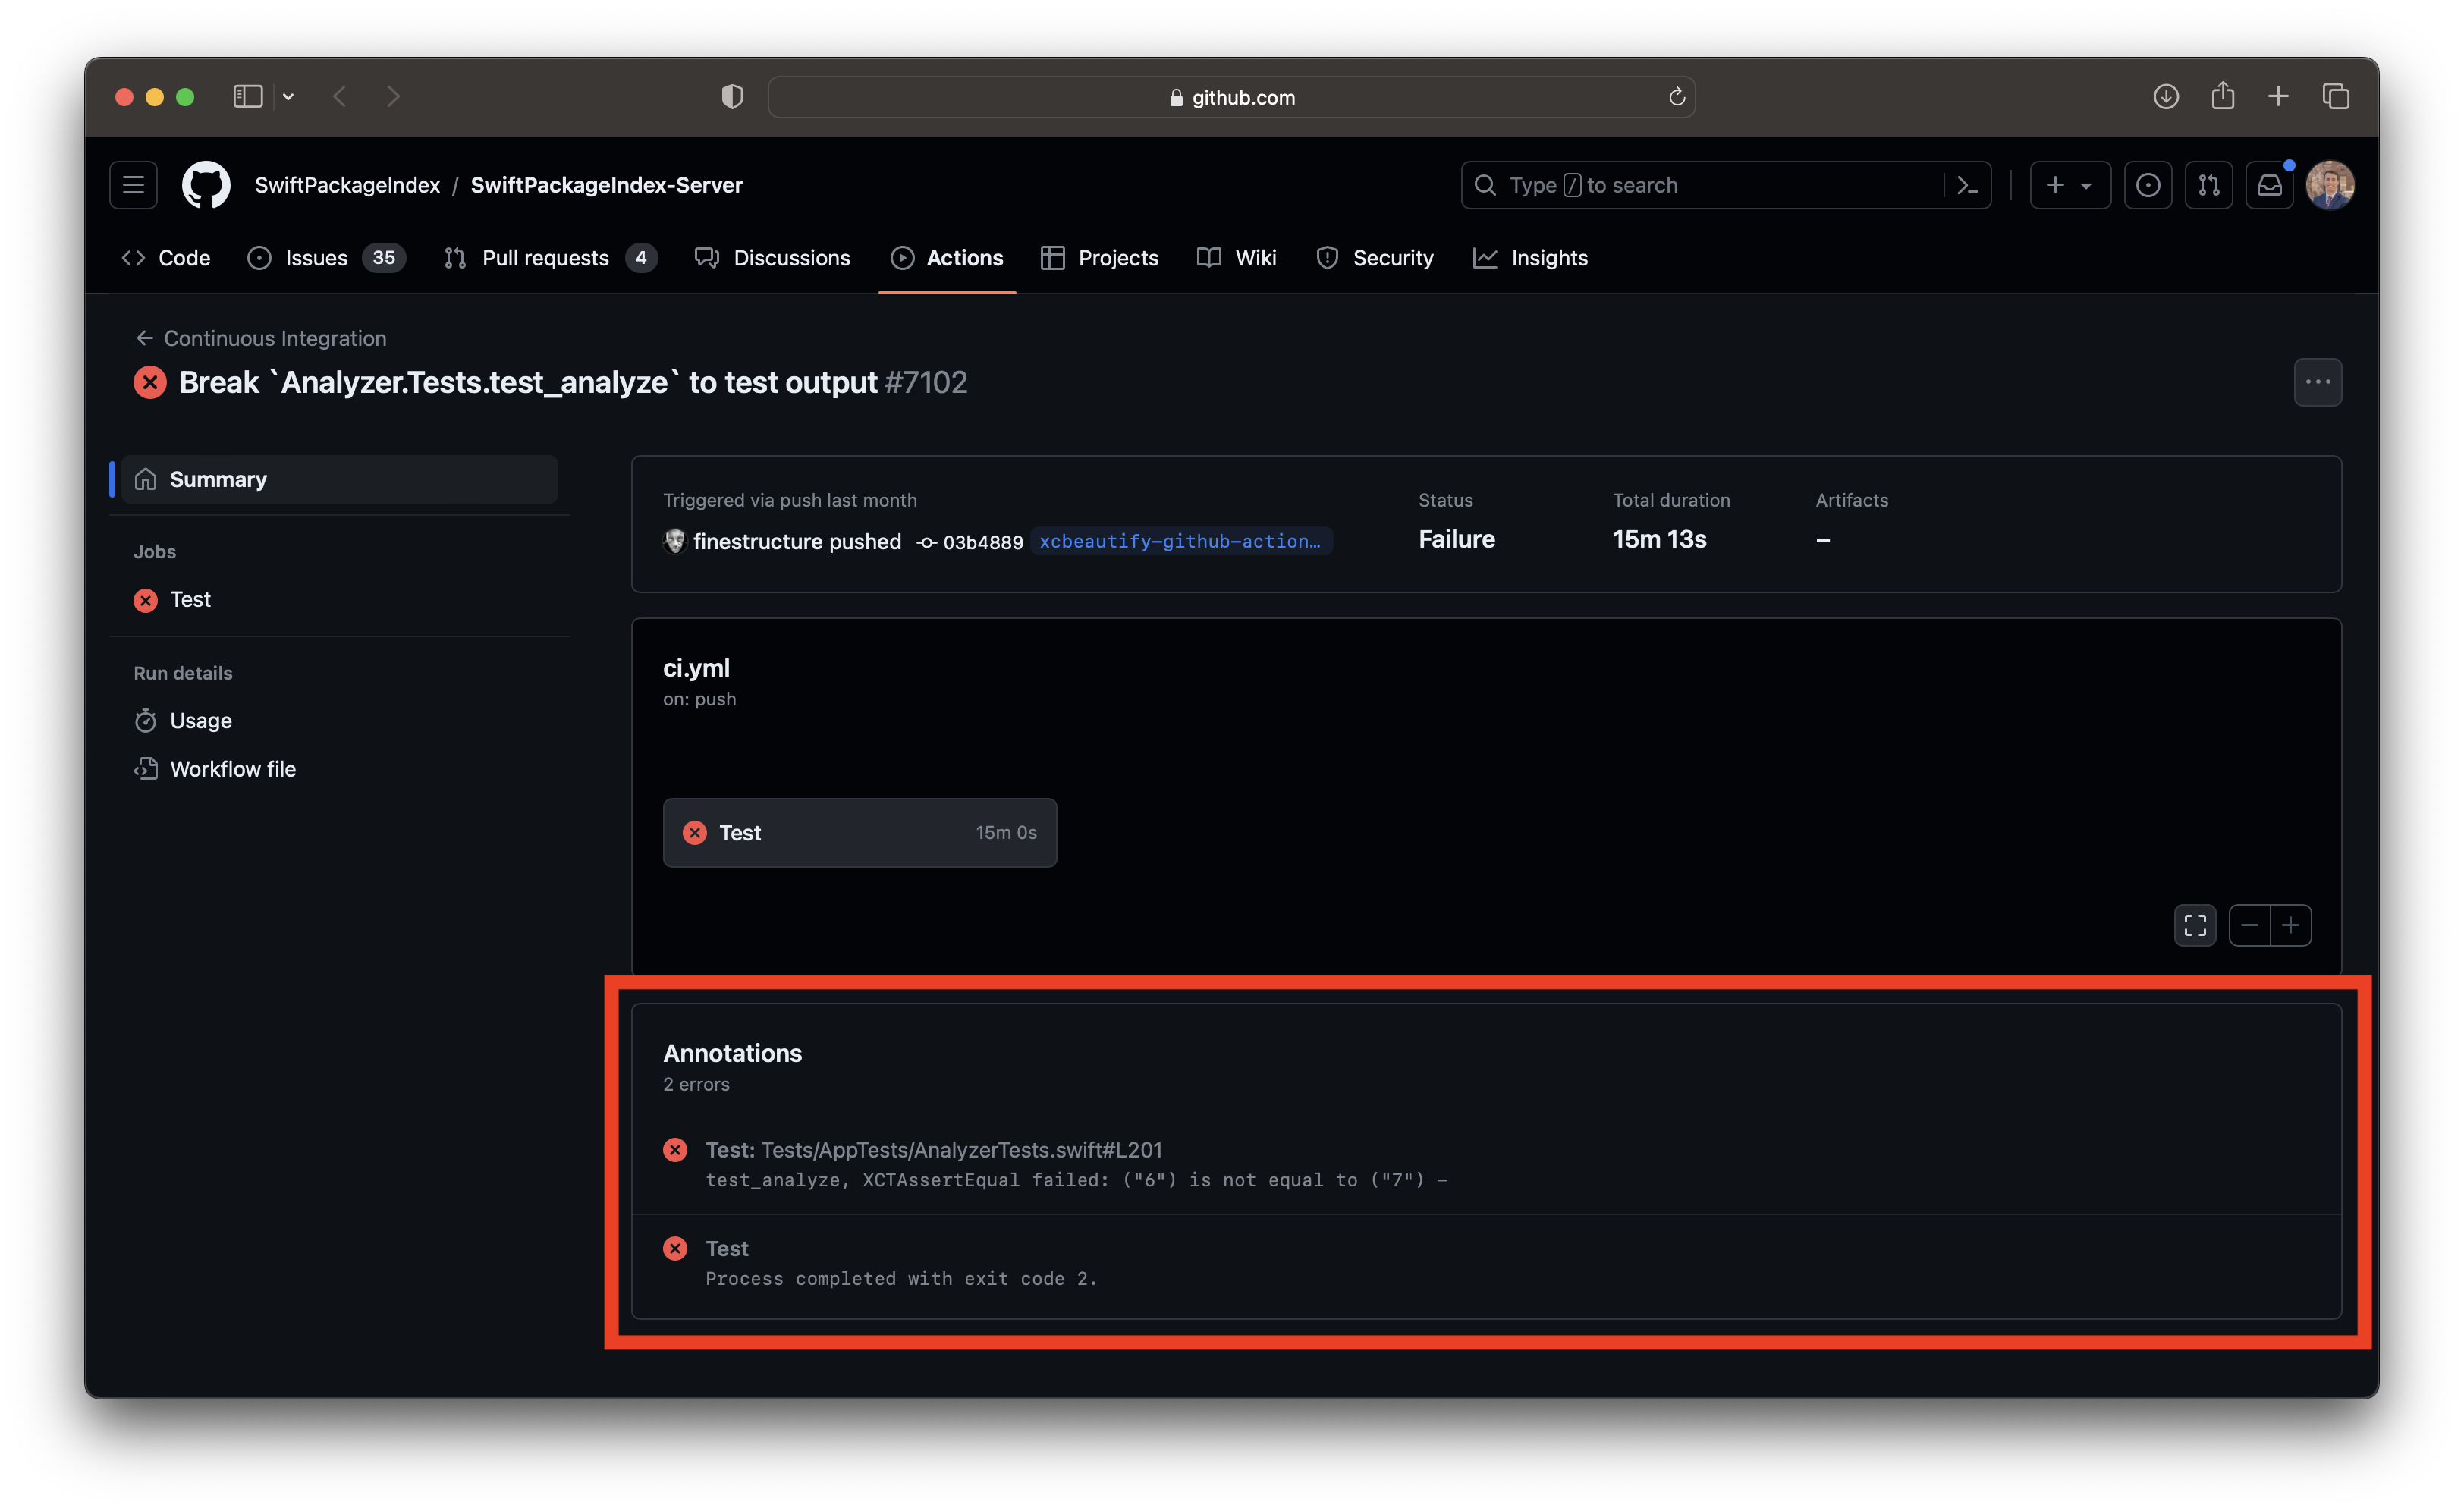 github.com
SwiftPackageIndex / SwiftPackageIndex-Server
Type / to search
Code
Issues 35
Pull requests 4
Discussions
Actions
Projects
Wiki
Security
Insights
Continuous Integration
Break `Analyzer.Tests.test_analyze` to test output #7102
Summary
Jobs
Test
Run details
Usage
Workflow file
Triggered via push last month
finestructure pushed 03b4889 xcbeautify-github-action…
Status
Failure
Total duration
15m 13s
Artifacts
–
ci.yml
on: push
Test 15m 0s
Annotations
2 errors
Test: Tests/AppTests/AnalyzerTests.swift#L201
test_analyze, XCTAssertEqual failed: ("6") is not equal to ("7") –
Test
Process completed with exit code 2.